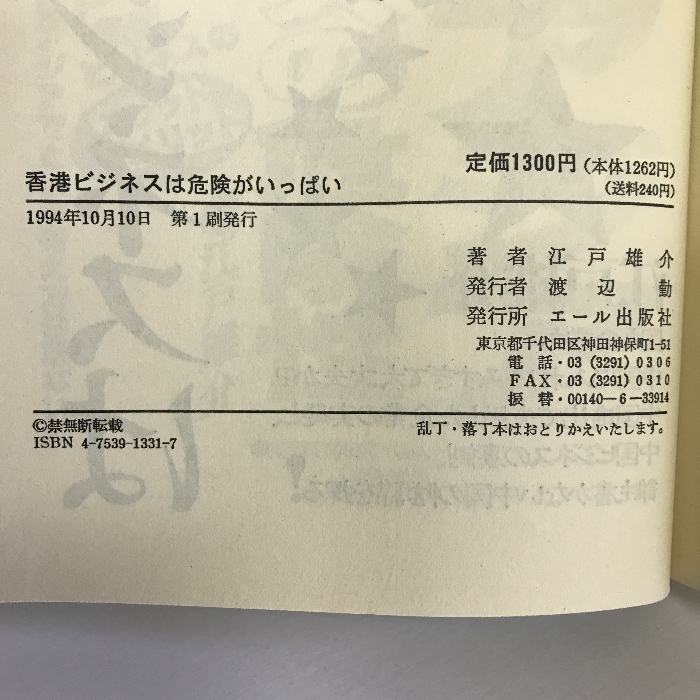 定価1300円（本体1262円）
（送料240円）
香港ビジネスは危険がいっぱい
1994年10月10日　第1刷発行
著者　江戸雄介
発行者　渡辺勤
発行所　エール出版社
東京都千代田区神田神保町1-51
電話・03（3291）0306
FAX・03（3291）0310
振替・00140―6―33914
©禁無断転載
ISBN 4-7539-1331-7
乱丁・落丁本はおとりかえいたします。